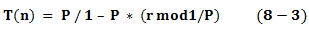 T(n) = P / 1 – P * (r mod1/P) (8 – 3)